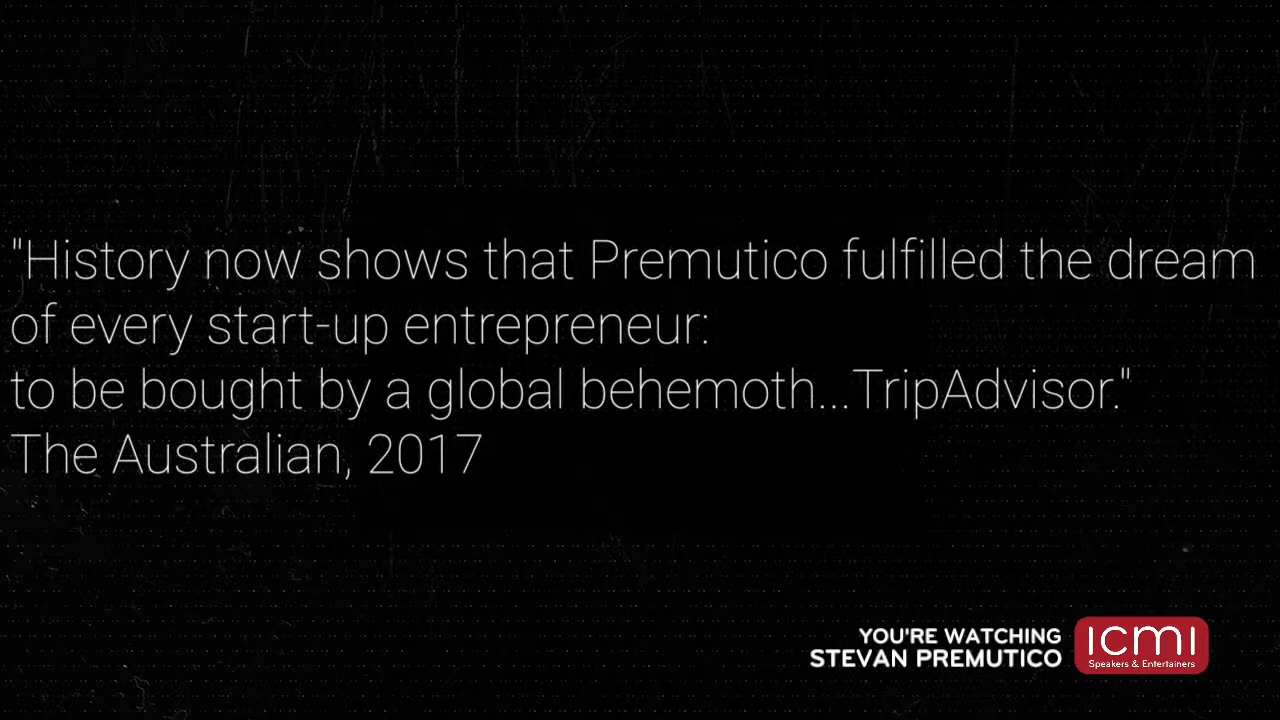 "History now shows that Premutico fulfilled the dream
of every start-up entrepreneur:
to be bought by a global behemoth...TripAdvisor."
The Australian, 2017
YOU'RE WATCHING
STEVAN PREMUTICO
ICMI
Speakers & Entertainers